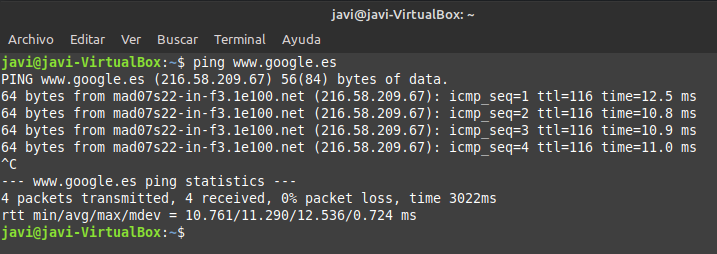 javi@javi-VirtualBox: ~
Archivo Editar Ver Buscar Terminal Ayuda
javi@javi-VirtualBox:~$ ping www.google.es
PING www.google.es (216.58.209.67) 56(84) bytes of data.
64 bytes from mad07s22-in-f3.1e100.net (216.58.209.67): icmp_seq=1 ttl=116 time=12.5 ms
64 bytes from mad07s22-in-f3.1e100.net (216.58.209.67): icmp_seq=2 ttl=116 time=10.8 ms
64 bytes from mad07s22-in-f3.1e100.net (216.58.209.67): icmp_seq=3 ttl=116 time=10.9 ms
64 bytes from mad07s22-in-f3.1e100.net (216.58.209.67): icmp_seq=4 ttl=116 time=11.0 ms
^C
--- www.google.es ping statistics ---
4 packets transmitted, 4 received, 0% packet loss, time 3022ms
rtt min/avg/max/mdev = 10.761/11.290/12.536/0.724 ms
javi@javi-VirtualBox:~$